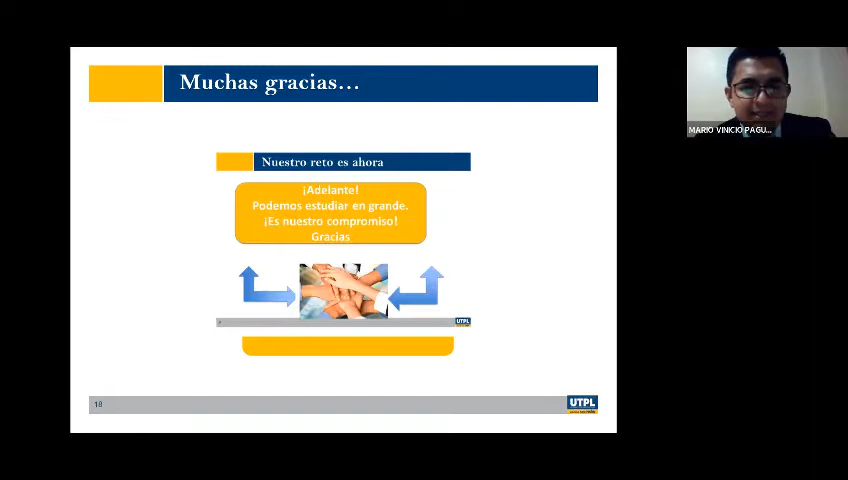 Muchas gracias...
MARIO VINICIO PAGU...
Nuestro reto es ahora
¡Adelante!
Podemos estudiar en grande.
¡Es nuestro compromiso!
Gracias
UTPL
18
UTPL